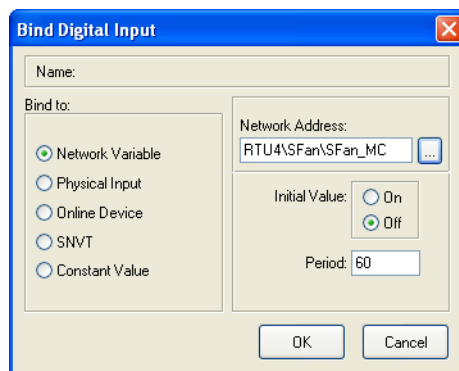 Bind Digital Input
Name:
Bind to:
Network Variable
Physical Input
Online Device
SNVT
Constant Value
Network Address:
RTU4\SFan\SFan_MC
...
Initial Value:
On
Off
Period: 60
OK
Cancel